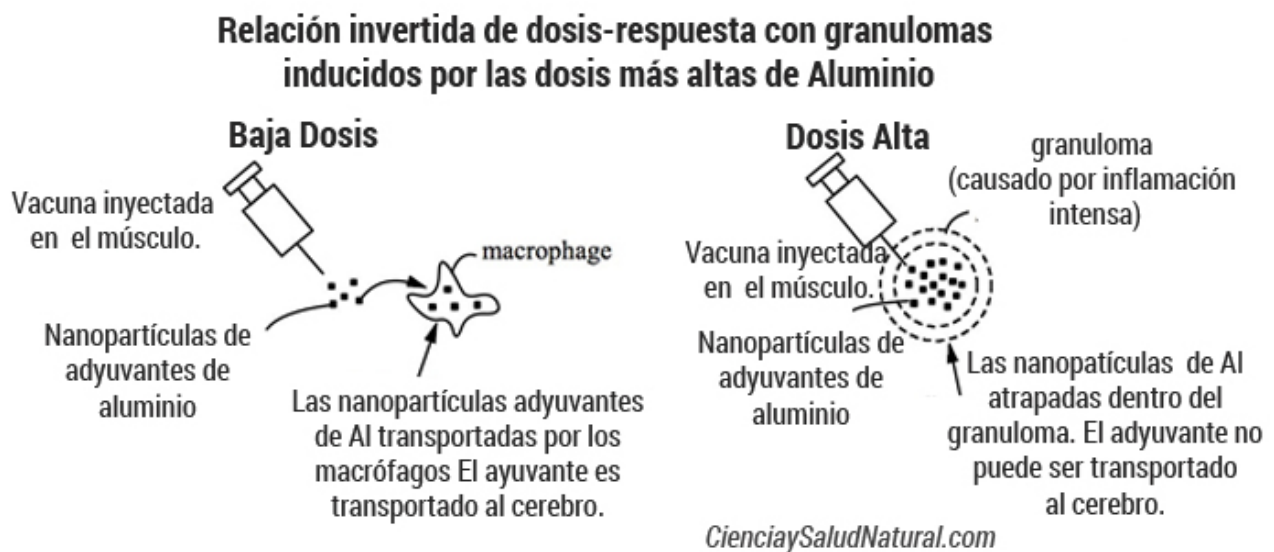 Relación invertida de dosis-respuesta con granulomas
inducidos por las dosis más altas de Aluminio
Baja Dosis
Vacuna inyectada
en el músculo.
macrophage
Nanopartículas de
adyuvantes de
aluminio
Las nanopartículas adyuvantes
de Al transportadas por los
macrófagos El ayuvante es
transportado al cerebro.
Dosis Alta
granuloma
(causado por inflamación
intensa)
Vacuna inyectada
en el músculo.
Nanopartículas de
adyuvantes de
aluminio
Las nanopatículas de Al
atrapadas dentro del
granuloma. El adyuvante no
puede ser transportado
al cerebro.
CienciaySaludNatural.com